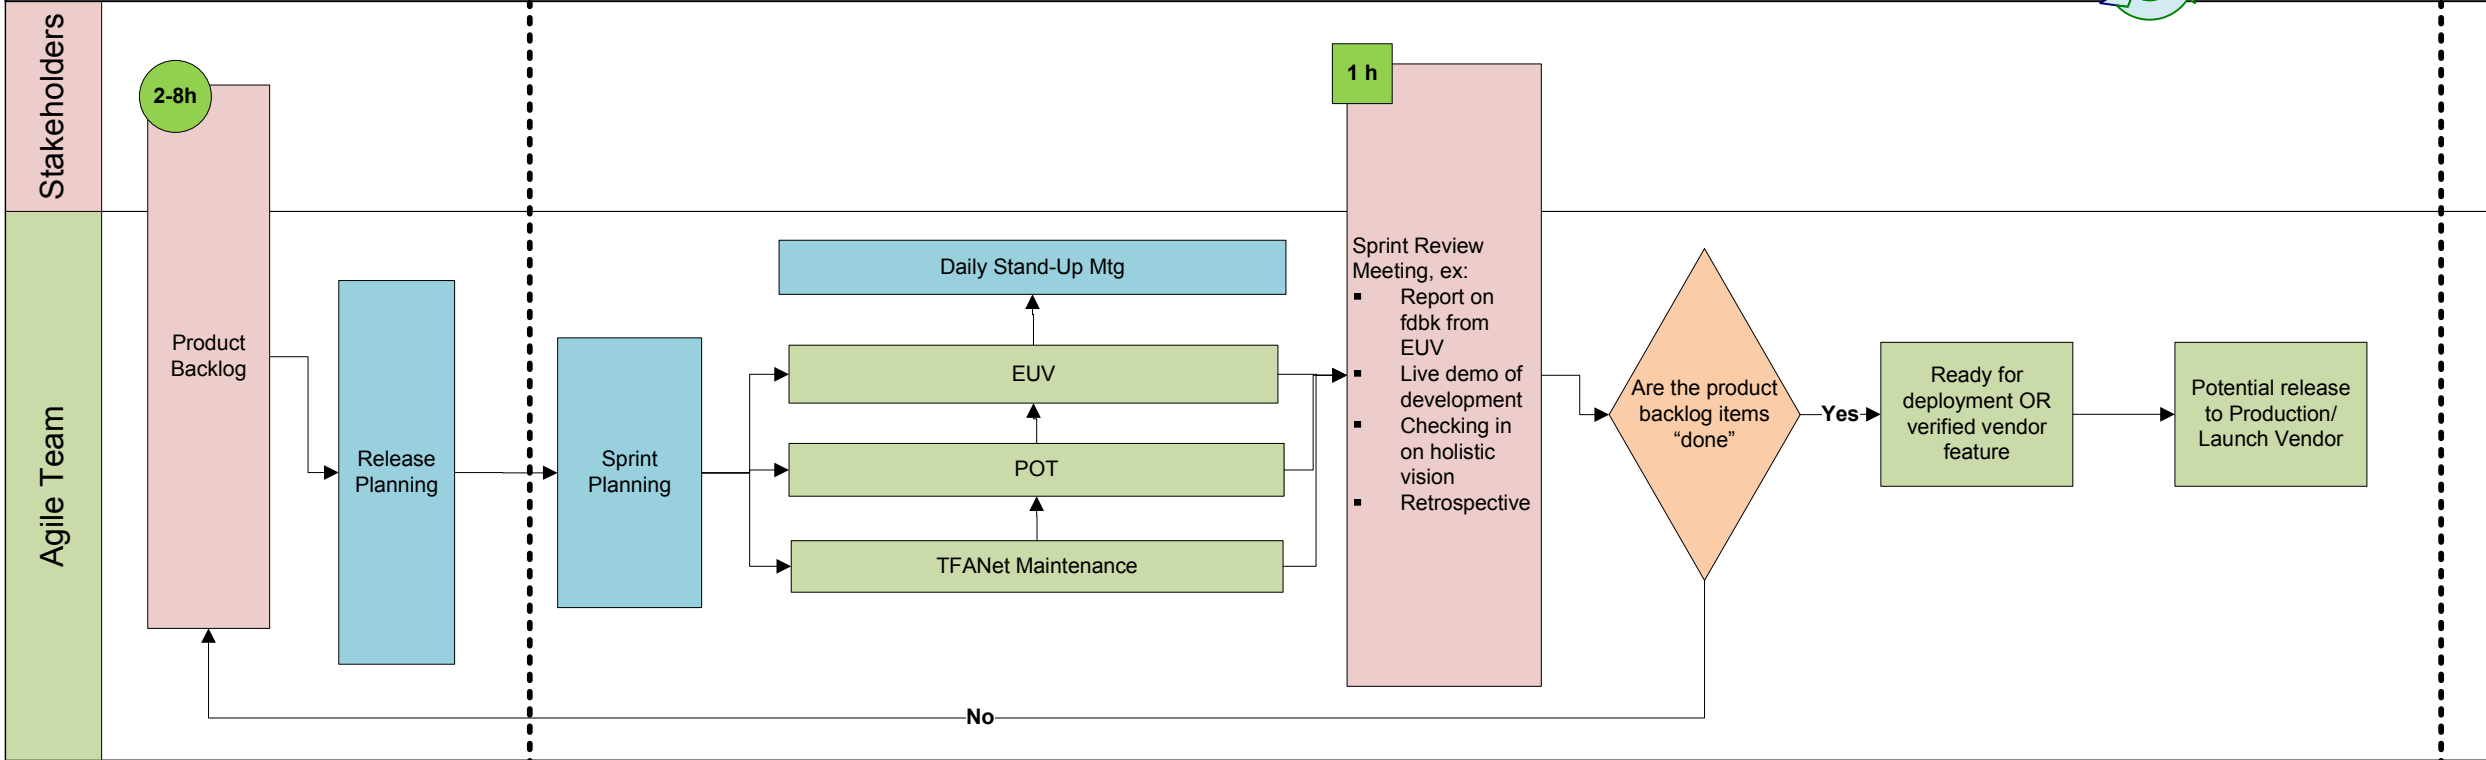 Stakeholders
2-8h
1 h
Agile Team
Product
Backlog
Release
Planning
Sprint
Planning
Daily Stand-Up Mtg
EUV
POT
TFANet Maintenance
Sprint Review
Meeting, ex:
▪ Report on
fdbk from
EUV
▪ Live demo of
development
▪ Checking in
on holistic
vision
▪ Retrospective
Are the product
backlog items
“done”
Yes
Ready for
deployment OR
verified vendor
feature
Potential release
to Production/
Launch Vendor
No